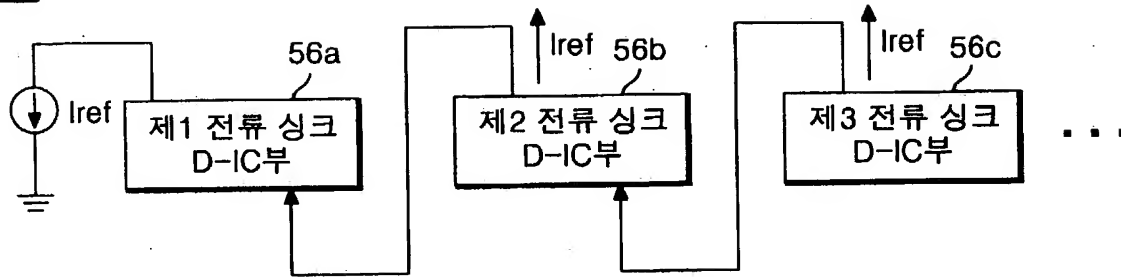 Iref
56a
제1 전류 싱크
D-IC부
Iref
56b
제2 전류 싱크
D-IC부
Iref
56c
제3 전류 싱크
D-IC부